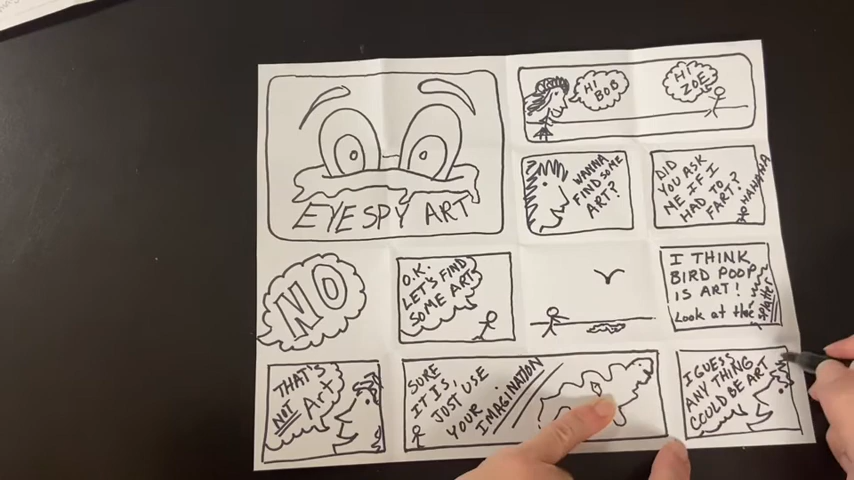 EYE SPY ART
HI
BOB
HI
ZOE
WANNA
FIND SOME
ART?
DID
YOU ASK
ME IF I
HAD TO
FART?
HAHAHA
NO
O.K.
LET'S FIND
SOME ART
I THINK
BIRD POOP
IS ART!
Look at the
splatter
THAT'S
NOT Art
SURE
IT IS,
JUST USE
YOUR
IMAGINATION
I GUESS
ANY THING
COULD BE ART